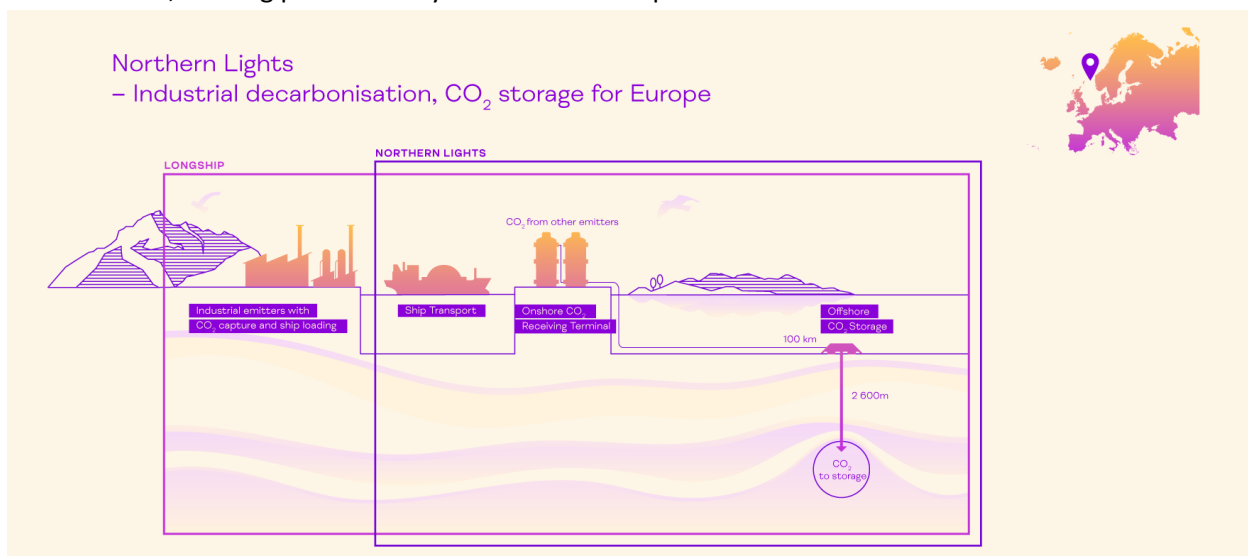 Northern Lights
– Industrial decarbonisation, CO₂ storage for Europe
NORTHERN LIGHTS
LONGSHIP
CO₂ from other emitters
Industrial emitters with
CO₂ capture and ship loading
Ship Transport
Onshore CO₂
Receiving Terminal
Offshore
CO₂ Storage
100 km
2 600m
CO₂
to storage